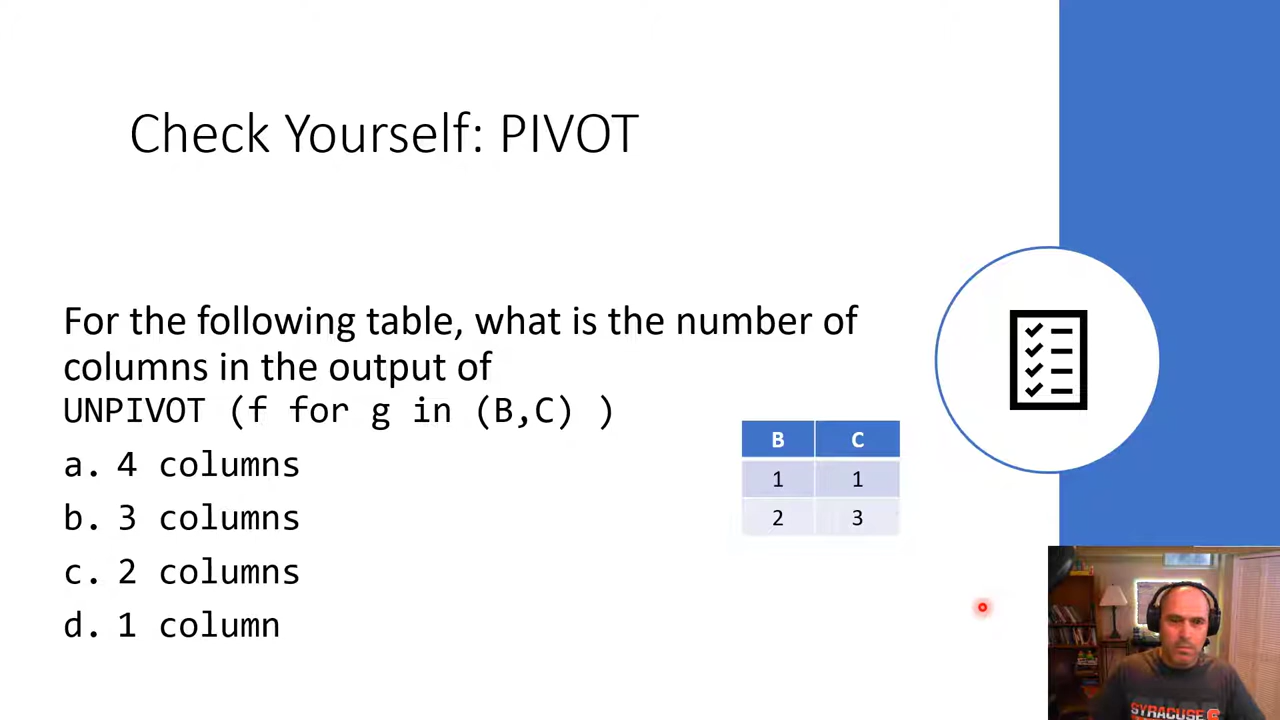 Check Yourself: PIVOT
For the following table, what is the number of
columns in the output of
UNPIVOT (f for g in (B,C) )
a. 4 columns
b. 3 columns
c. 2 columns
d. 1 column
B C
1 1
2 3
SYRACUSE